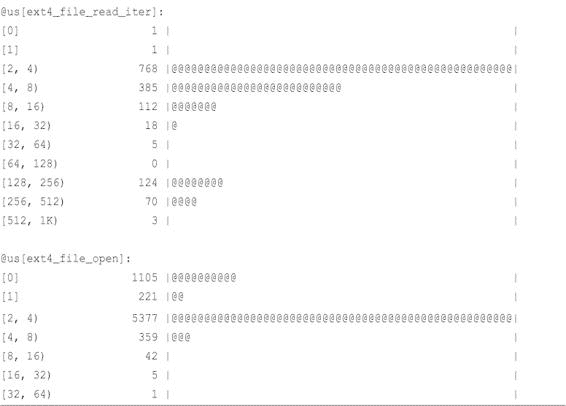 @us[ext4_file_read_iter]:
[0] 1 | |
[1] 1 | |
[2, 4) 768 |@@@@@@@@@@@@@@@@@@@@@@@@@@@@@@@@@@@@@@@@@@@@@@@@@@@@|
[4, 8) 385 |@@@@@@@@@@@@@@@@@@@@@@@@@@ |
[8, 16) 112 |@@@@@@@ |
[16, 32) 18 |@ |
[32, 64) 5 | |
[64, 128) 0 | |
[128, 256) 124 |@@@@@@@@ |
[256, 512) 70 |@@@@ |
[512, 1K) 3 | |
@us[ext4_file_open]:
[0] 1105 |@@@@@@@@@@ |
[1] 221 |@@ |
[2, 4) 5377 |@@@@@@@@@@@@@@@@@@@@@@@@@@@@@@@@@@@@@@@@@@@@@@@@@@@@|
[4, 8) 359 |@@@ |
[8, 16) 42 | |
[16, 32) 5 | |
[32, 64) 1 | |